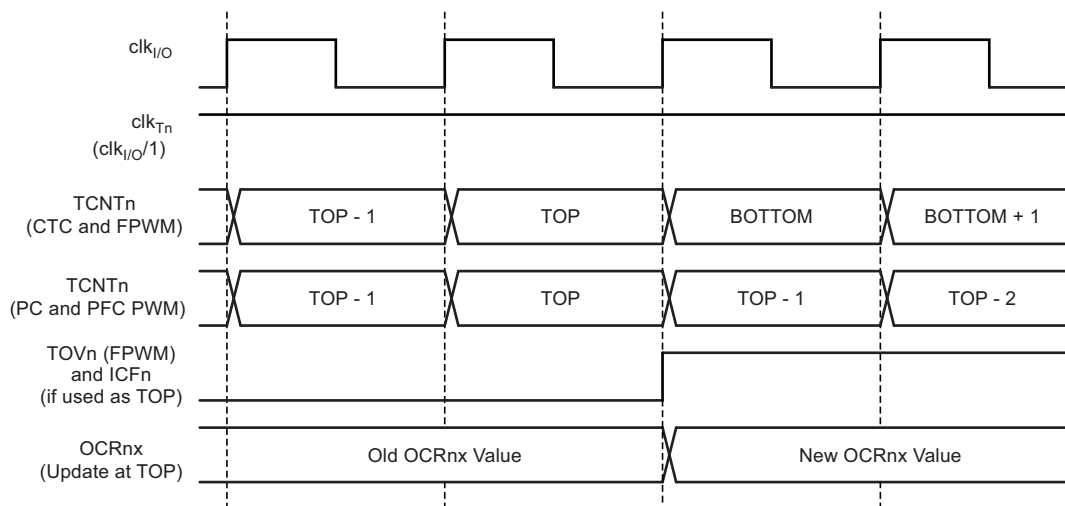 clkI/O
clkTn
(clkI/O/1)
TCNTn
(CTC and FPWM)
TOP - 1
TOP
BOTTOM
BOTTOM + 1
TCNTn
(PC and PFC PWM)
TOP - 1
TOP
TOP - 1
TOP - 2
TOVn (FPWM)
and ICFn
(if used as TOP)
OCRnx
(Update at TOP)
Old OCRnx Value
New OCRnx Value